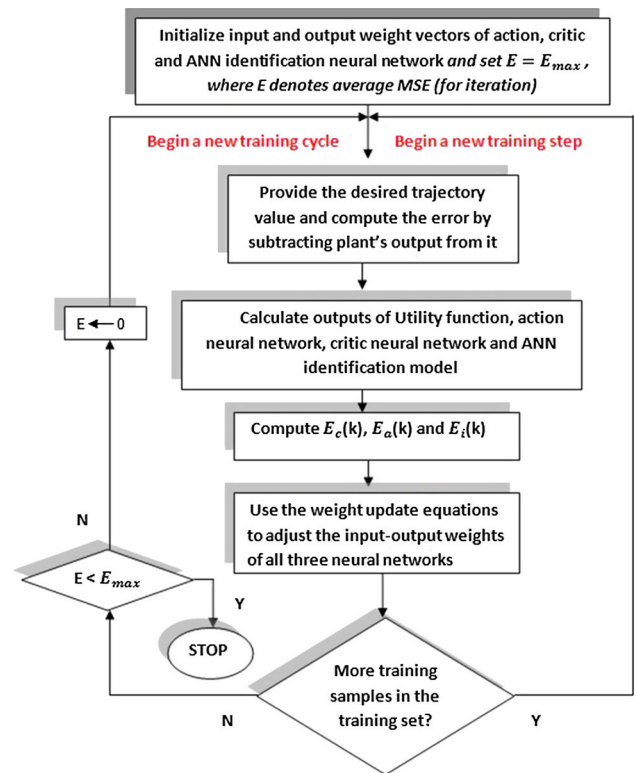 Initialize input and output weight vectors of action, critic
and ANN identification neural network and set E = E_max ,
where E denotes average MSE (for iteration)
Begin a new training cycle
Begin a new training step
Provide the desired trajectory
value and compute the error by
subtracting plant's output from it
E ← 0
Calculate outputs of Utility function, action
neural network, critic neural network and ANN
identification model
Compute E_c(k), E_a(k) and E_i(k)
Use the weight update equations
to adjust the input-output weights
of all three neural networks
N
E < E_max
Y
STOP
More training
samples in the
training set?
N
Y